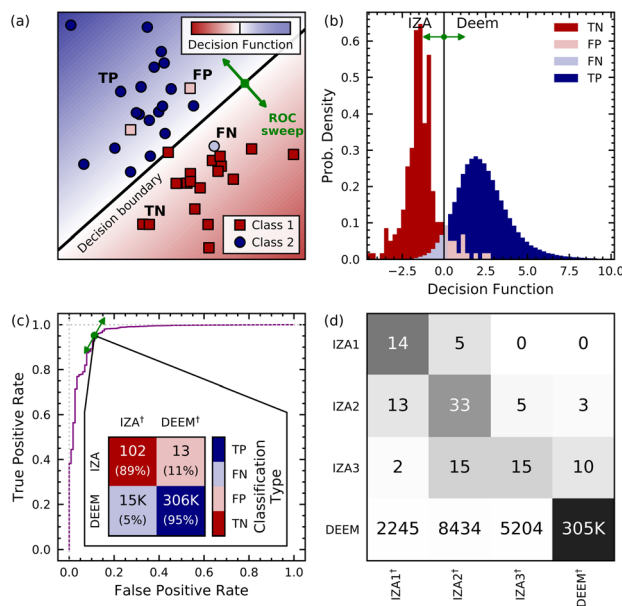 (a)
Decision Function
TP
FP
ROC
sweep
FN
Decision boundary
TN
Class 1
Class 2
(b)
IZA
Deem
TN
FP
FN
TP
Prob. Density
0.6
0.5
0.4
0.3
0.2
0.1
0.0
−2.5
0.0
2.5
5.0
7.5
10.0
Decision Function
(c)
True Positive Rate
1.0
0.8
0.6
0.4
0.2
0.0
IZA†
DEEM†
IZA
102
(89%)
13
(11%)
DEEM
15K
(5%)
306K
(95%)
TP
FN
FP
TN
Classification
Type
0.0
0.2
0.4
0.6
0.8
1.0
False Positive Rate
(d)
IZA1
14
5
0
0
IZA2
13
33
5
3
IZA3
2
15
15
10
DEEM
2245
8434
5204
305K
IZA1†
IZA2†
IZA3†
DEEM†